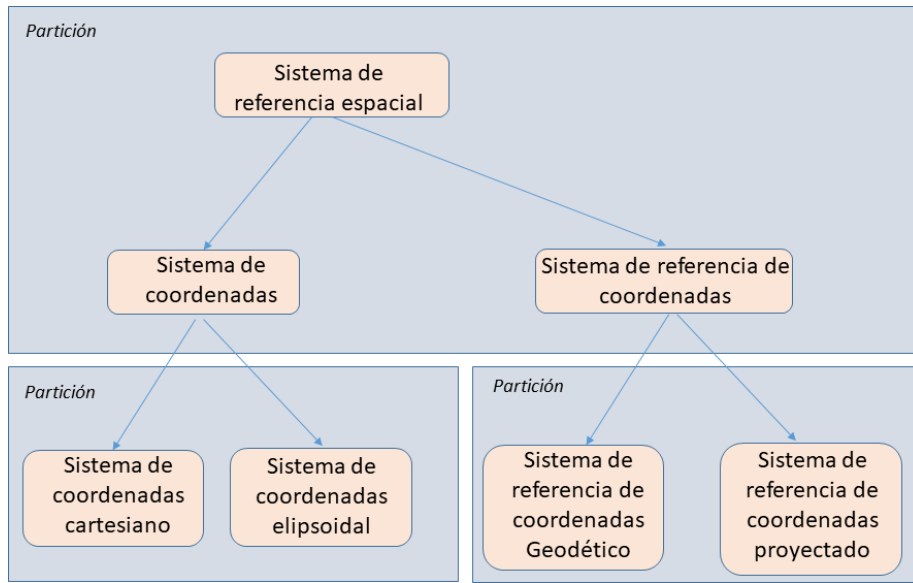 Partición
Sistema de
referencia espacial
Sistema de
coordenadas
Sistema de referencia de
coordenadas
Partición
Sistema de
coordenadas
cartesiano
Sistema de
coordenadas
elipsoidal
Partición
Sistema de
referencia de
coordenadas
Geodético
Sistema de
referencia de
coordenadas
proyectado